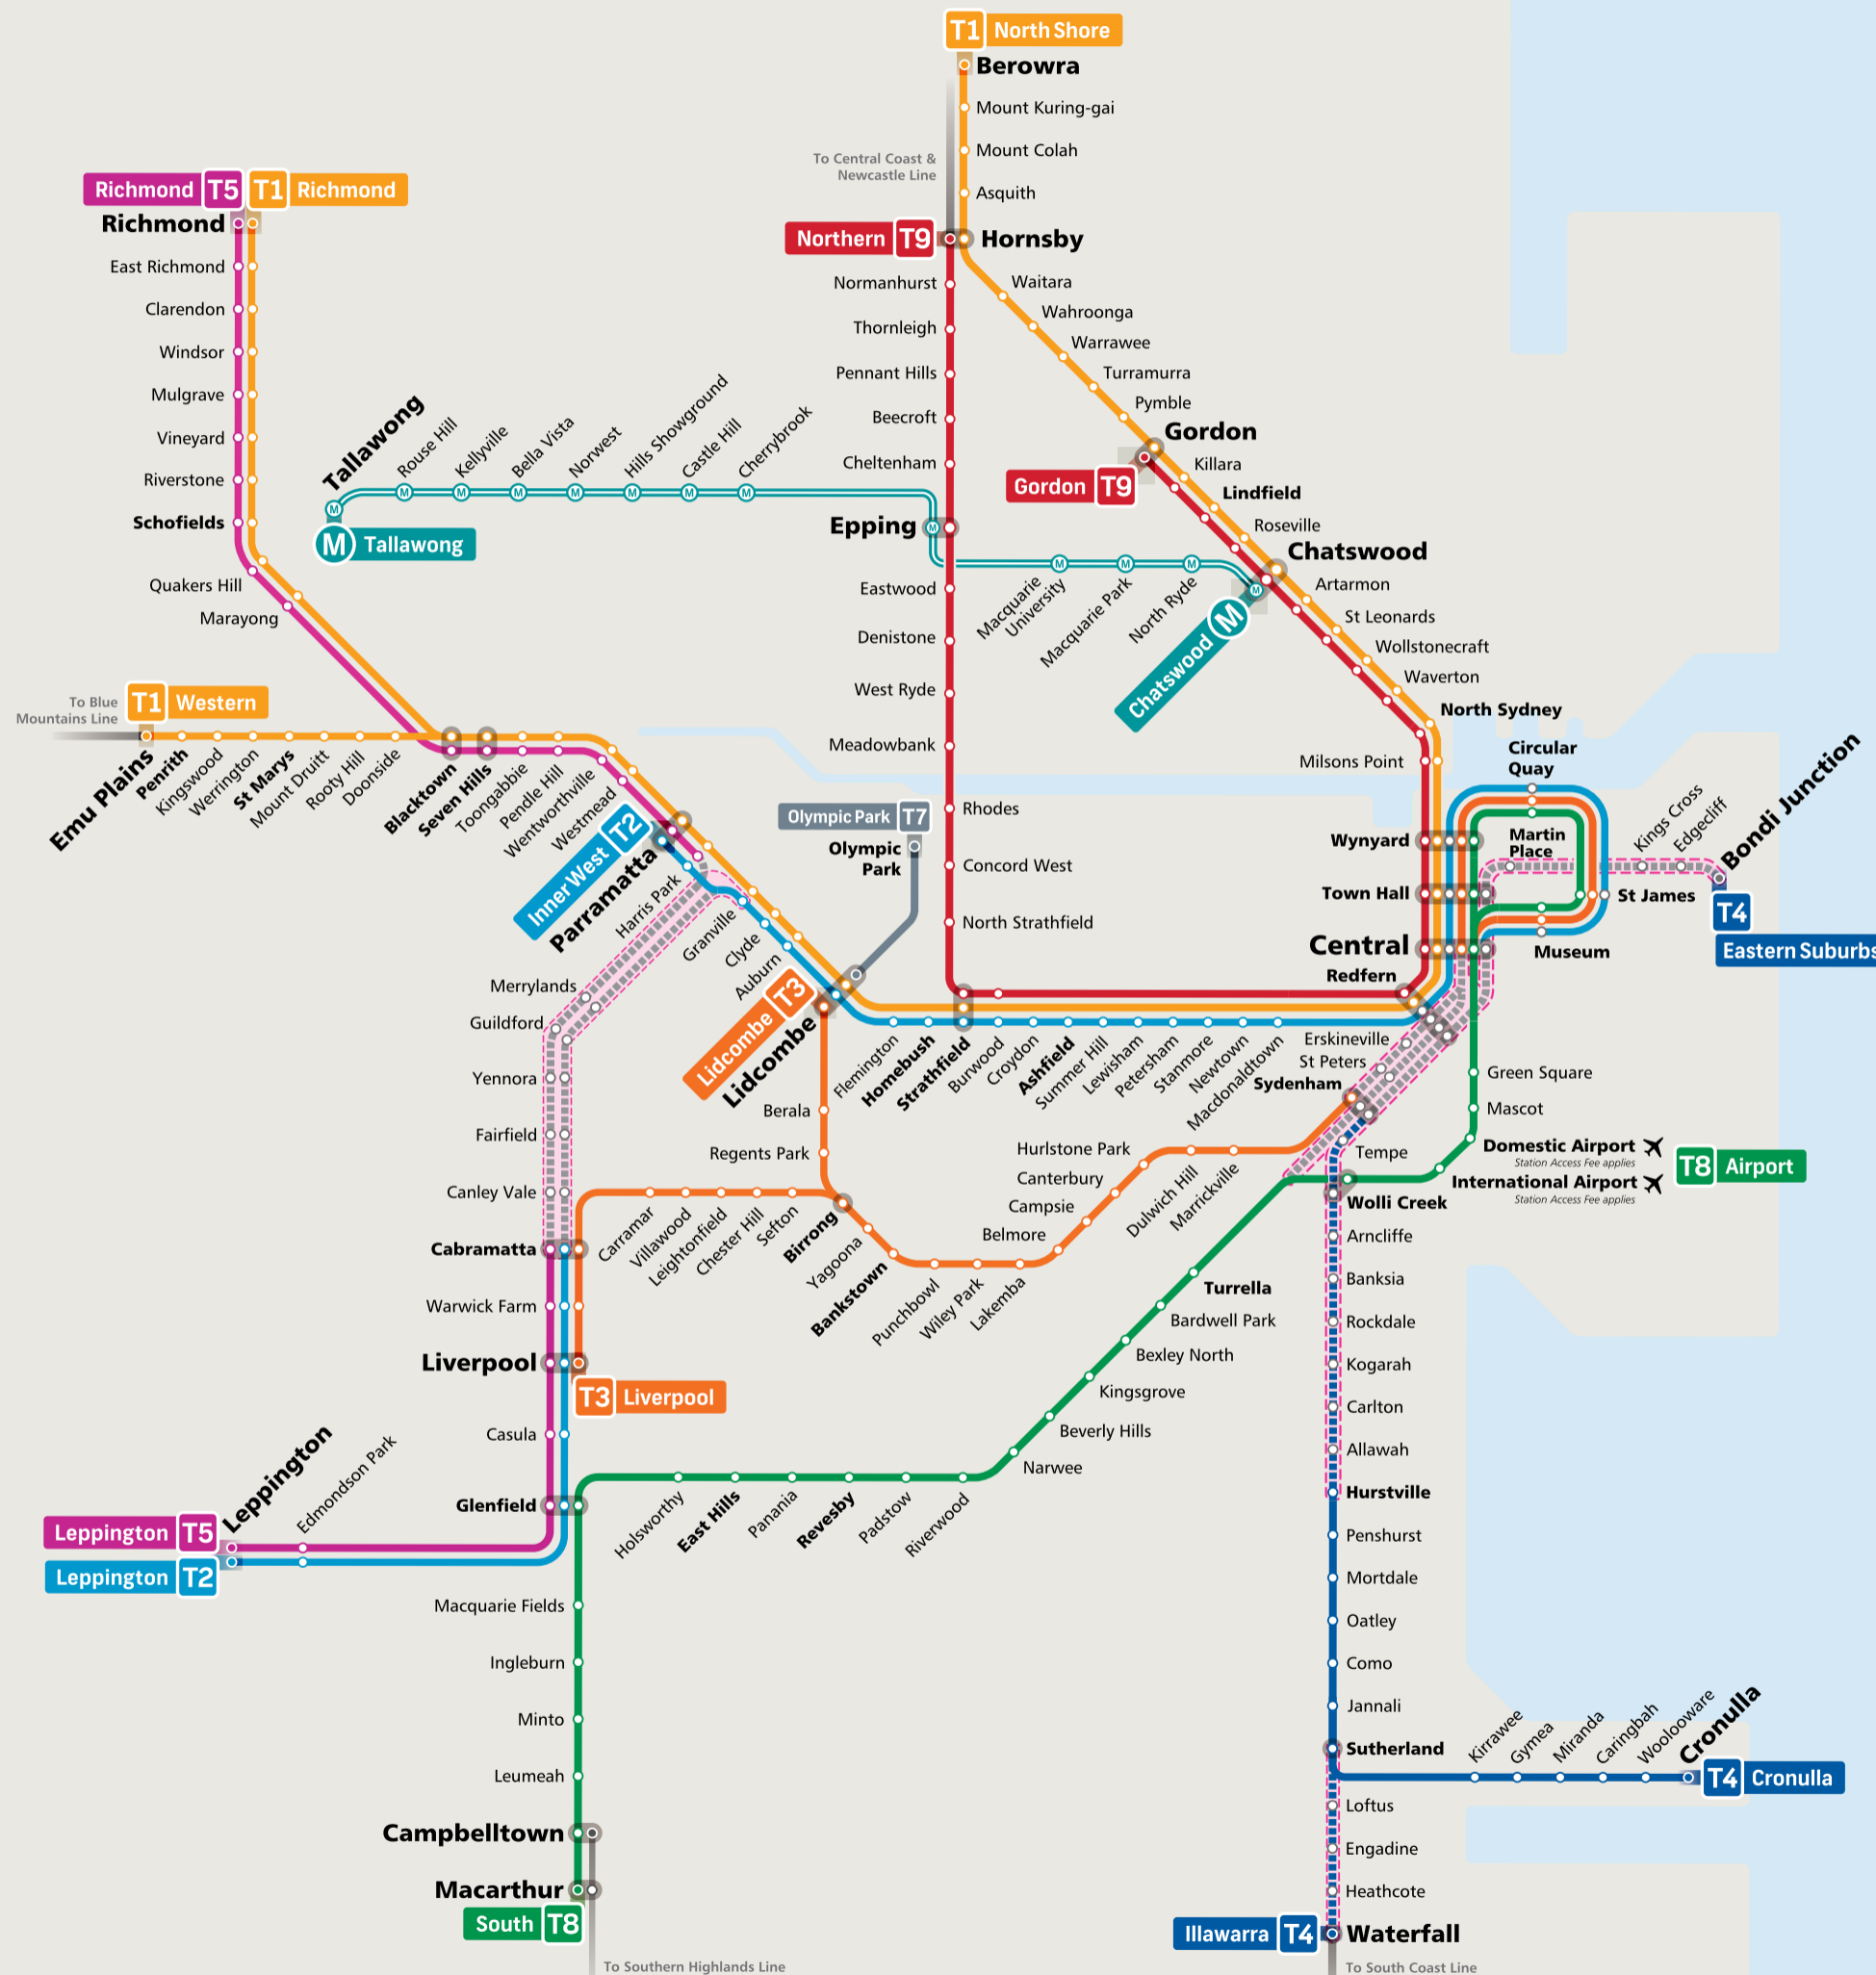 T1 North Shore
Berowra
Mount Kuring-gai
Mount Colah
Asquith
To Central Coast &
Newcastle Line
Northern T9
Hornsby
Richmond T5
T1 Richmond
Richmond
East Richmond
Clarendon
Windsor
Mulgrave
Vineyard
Riverstone
Schofields
Quakers Hill
Marayong
Normanhurst
Thornleigh
Pennant Hills
Beecroft
Cheltenham
Epping
Eastwood
Denistone
West Ryde
Meadowbank
Rhodes
Concord West
North Strathfield
Waitara
Wahroonga
Warrawee
Turramurra
Pymble
Gordon
Gordon T9
Killara
Lindfield
Roseville
Chatswood
Artarmon
St Leonards
Wollstonecraft
Waverton
North Sydney
Milsons Point
Tallawong
M Tallawong
Rouse Hill
Kellyville
Bella Vista
Norwest
Hills Showground
Castle Hill
Cherrybrook
Macquarie
University
Macquarie Park
North Ryde
Chatswood M
To Blue
Mountains Line
T1 Western
Emu Plains
Penrith
Kingswood
Werrington
St Marys
Mount Druitt
Rooty Hill
Doonside
Blacktown
Seven Hills
Toongabbie
Pendle Hill
Wentworthville
Westmead
Inner West T2
Parramatta
Harris Park
Granville
Clyde
Auburn
Olympic Park T7
Olympic
Park
Lidcombe T3
Lidcombe
Flemington
Homebush
Strathfield
Burwood
Croydon
Ashfield
Summer Hill
Lewisham
Petersham
Stanmore
Newtown
Macdonaldtown
Redfern
Central
Town Hall
Wynyard
Circular
Quay
Martin
Place
St James
Museum
Kings Cross
Edgecliff
Bondi Junction
T4
Eastern Suburbs
Merrylands
Guildford
Yennora
Fairfield
Canley Vale
Cabramatta
Warwick Farm
Liverpool
T3 Liverpool
Casula
Glenfield
Leppington
Edmondson Park
Leppington T5
Leppington T2
Berala
Regents Park
Carramar
Villawood
Leightonfield
Chester Hill
Sefton
Birrong
Yagoona
Bankstown
Punchbowl
Wiley Park
Lakemba
Belmore
Campsie
Canterbury
Hurlstone Park
Dulwich Hill
Marrickville
Sydenham
St Peters
Erskineville
Green Square
Mascot
Domestic Airport
Station Access Fee applies
International Airport
Station Access Fee applies
T8 Airport
Tempe
Wolli Creek
Arncliffe
Banksia
Rockdale
Kogarah
Carlton
Allawah
Hurstville
Penshurst
Mortdale
Oatley
Como
Jannali
Sutherland
Kirrawee
Gymea
Miranda
Caringbah
Woolooware
Cronulla
T4 Cronulla
Loftus
Engadine
Heathcote
Illawarra T4
Waterfall
To South Coast Line
Turrella
Bardwell Park
Bexley North
Kingsgrove
Beverly Hills
Narwee
Riverwood
Padstow
Revesby
Panania
East Hills
Holsworthy
Macquarie Fields
Ingleburn
Minto
Leumeah
Campbelltown
Macarthur
South T8
To Southern Highlands Line